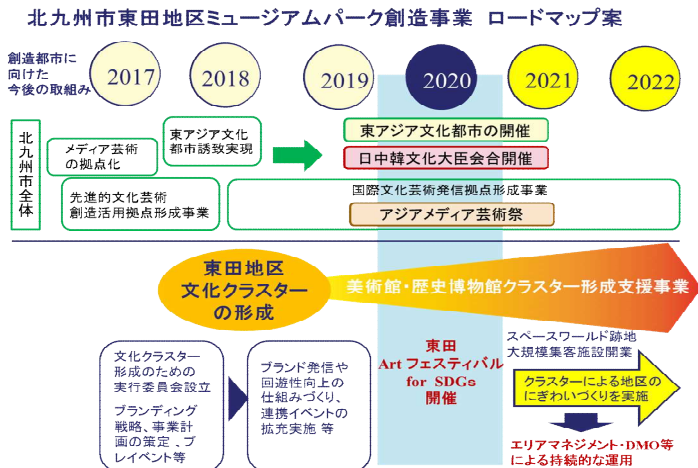 北九州市東田地区ミュージアムパーク創造事業 ロードマップ案
創造都市に
向けた
今後の取組み
2017
2018
2019
2020
2021
2022
北九州市全体
メディア芸術
の拠点化
東アジア文化
都市誘致実現
東アジア文化都市の開催
日中韓文化大臣会合開催
先進的文化芸術
創造活用拠点形成事業
国際文化芸術発信拠点形成事業
アジアメディア芸術祭
東田地区
文化クラスター
の形成
美術館・歴史博物館クラスター形成支援事業
文化クラスター
形成のための
実行委員会設立
ブランディング
戦略、事業計
画の策定 、プ
レイベント等
ブランド発信や
回遊性向上の
仕組みづくり、
連携イベントの
拡充実施 等
東田
Art フェスティバル
for SDGs
開催
スペースワールド跡地
大規模集客施設開業
クラスターによる地区の
にぎわいづくりを実施
エリアマネジメント・DMO等
による持続的な運用